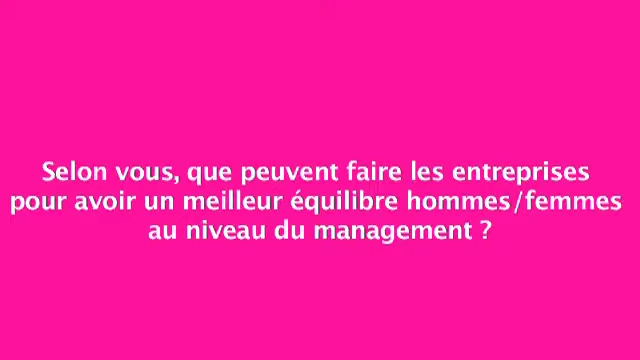 Selon vous, que peuvent faire les entreprises
pour avoir un meilleur équilibre hommes/femmes
au niveau du management ?